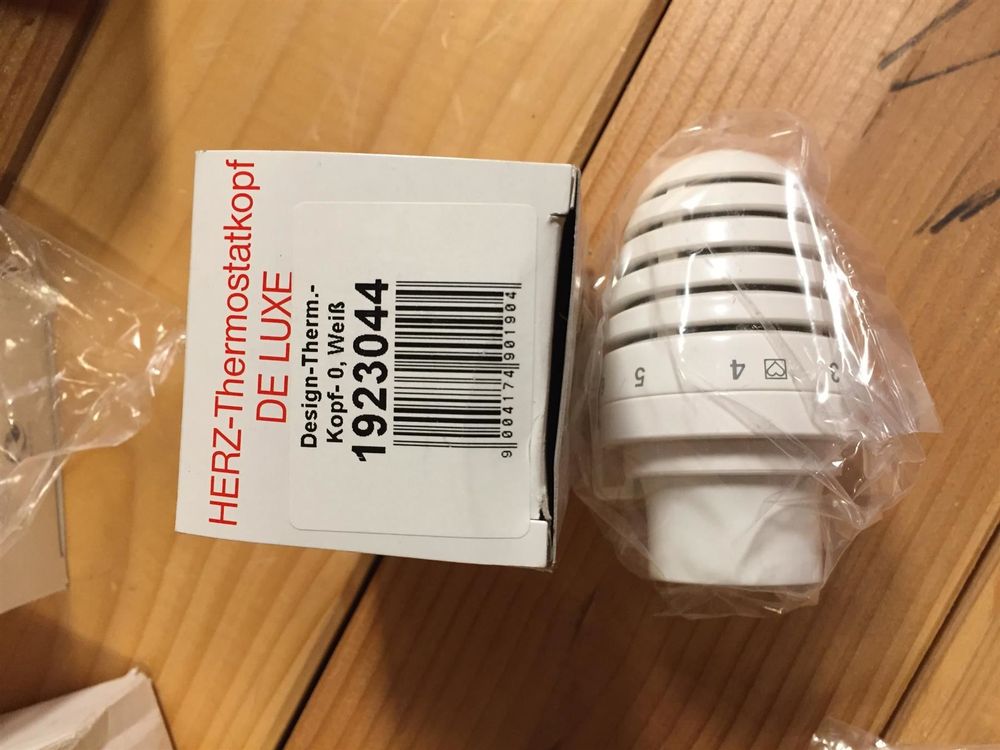 HERZ-Thermostatkopf
DE LUXE
Design-Therm.-
Kopf- 0, Weiß
1923044
9 004174 901904
5 4 3